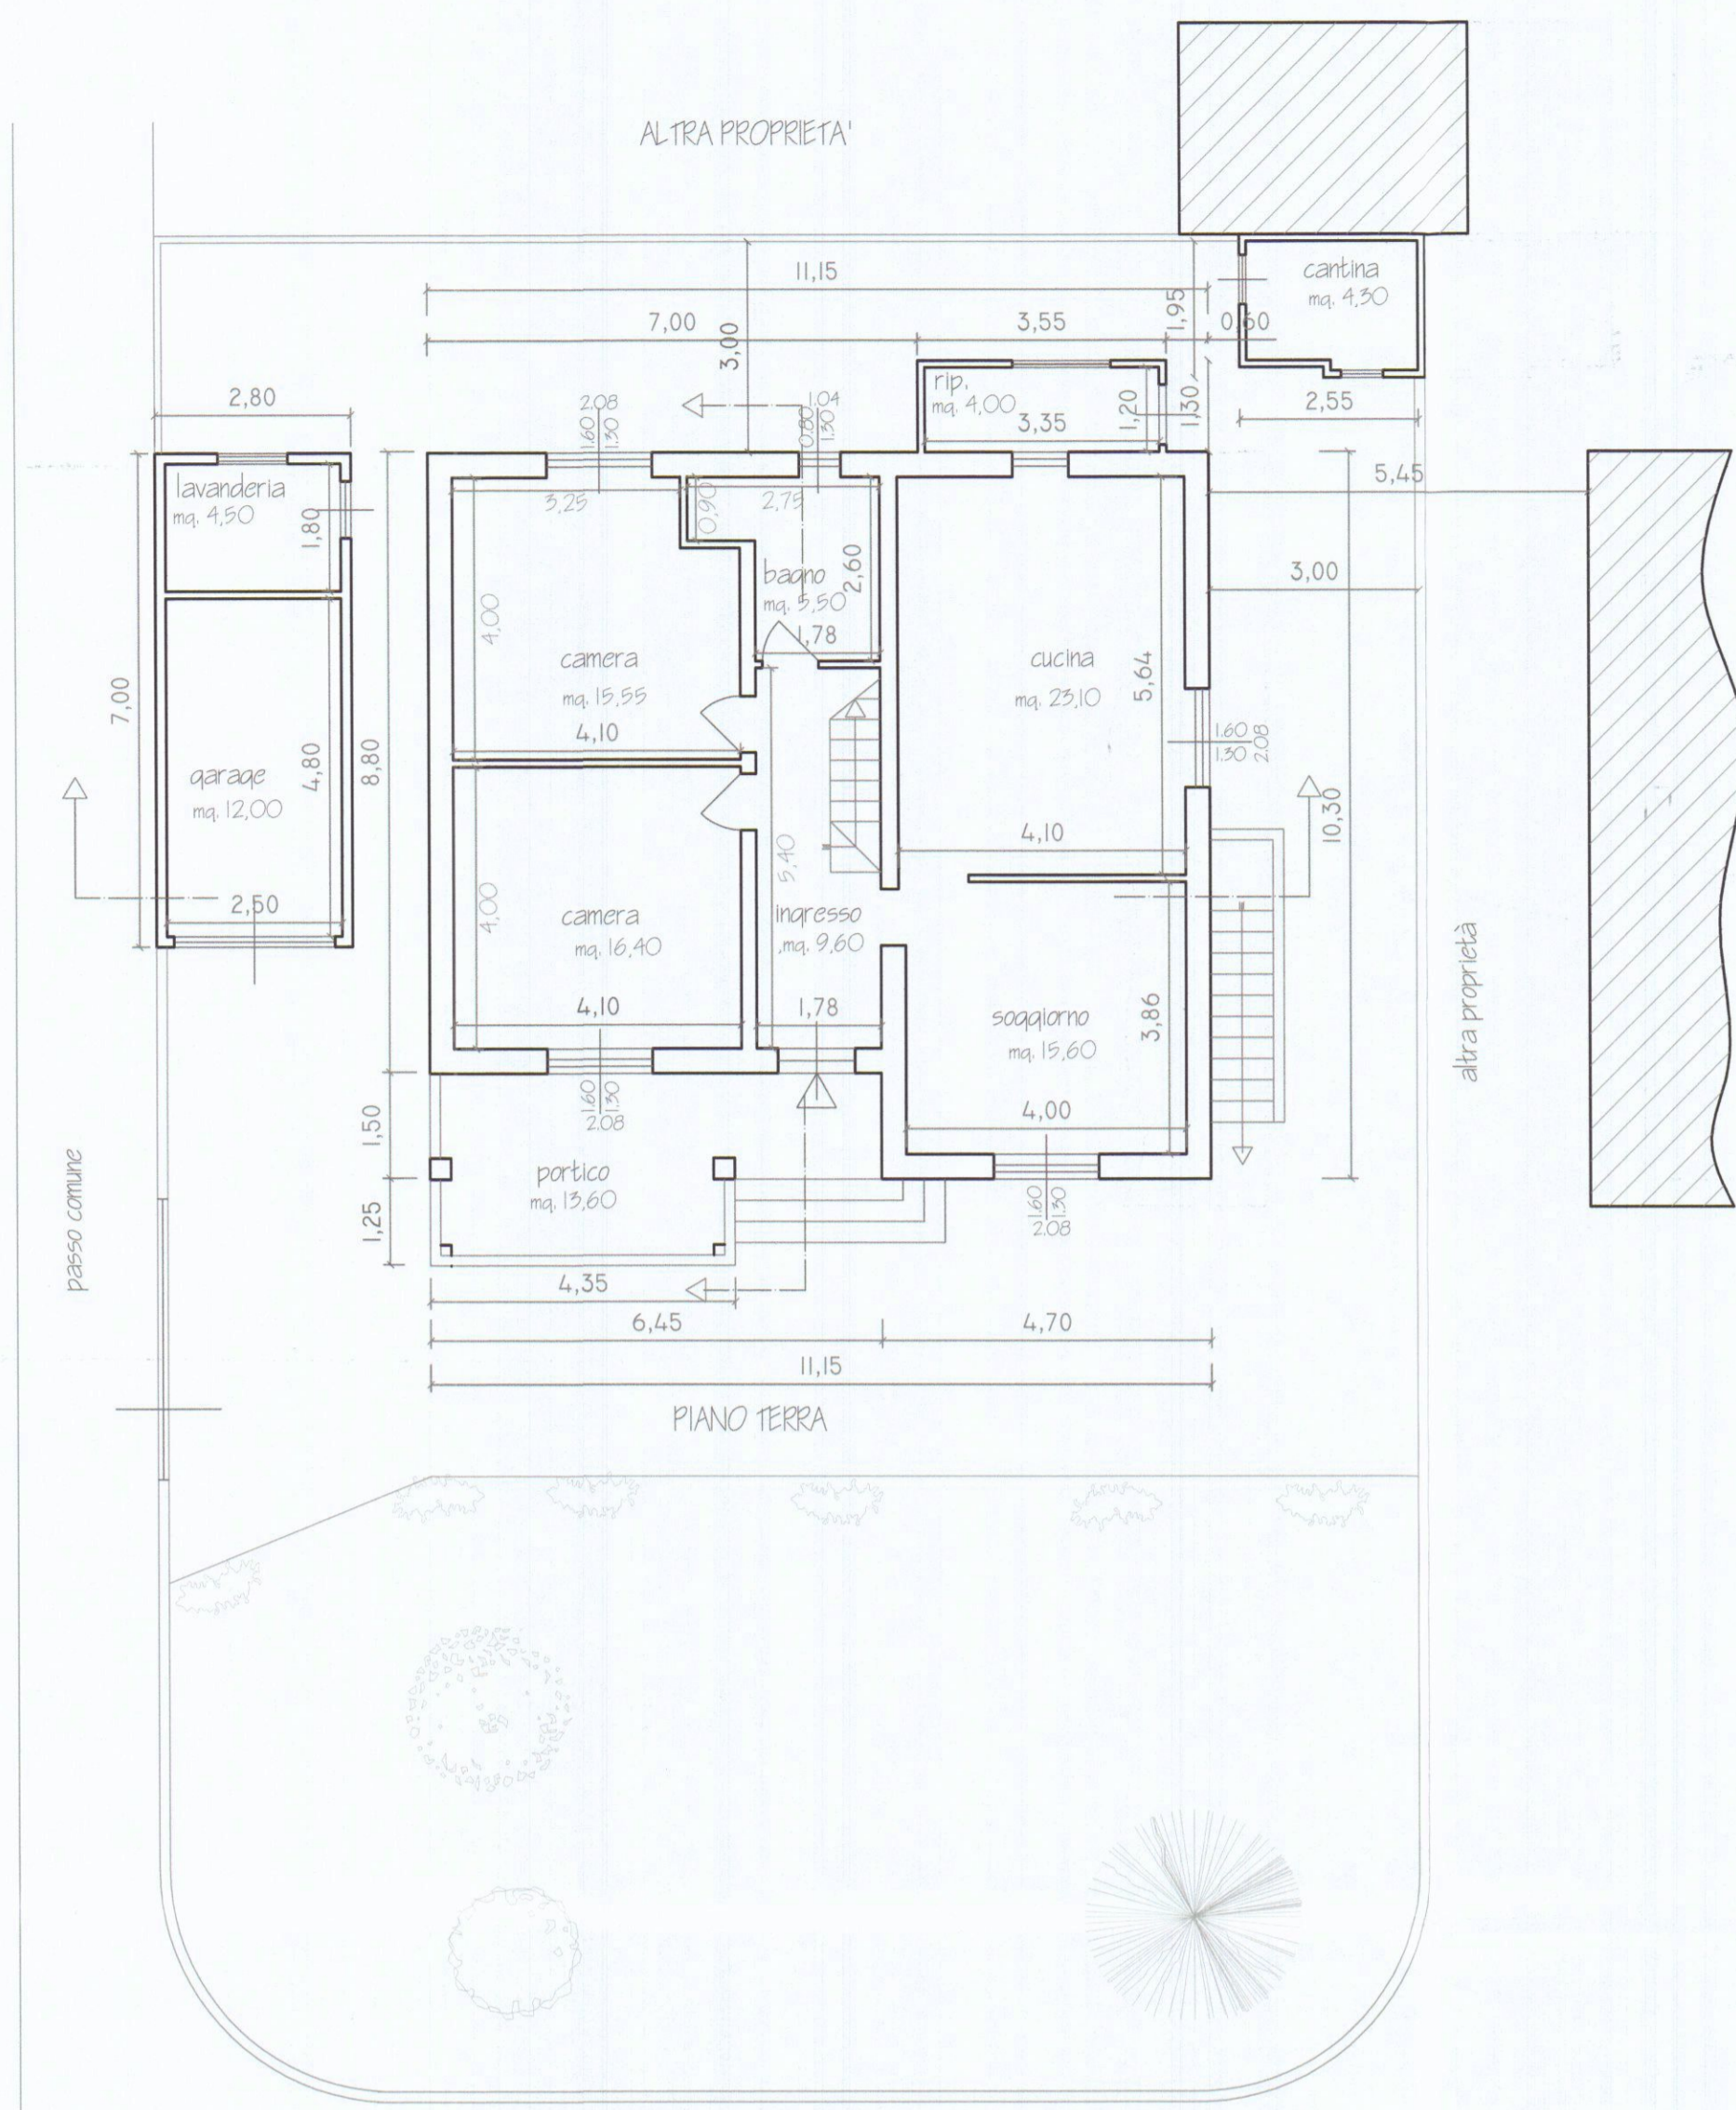 ALTRA PROPRIETA'
11,15
7,00
3,55
3,00
1,95
0,60
cantina
mq. 4,30
2,55
2,80
2.08
1.60
1.30
1.04
0.80
1.30
rip.
mq. 4,00
3,35
1,20
1,30
5,45
lavanderia
mq. 4,50
1,80
3,25
0,90
2,75
bagno
mq. 5,50
2,60
1,78
3,00
4,00
camera
mq. 15,55
4,10
cucina
mq. 23,10
5,64
4,10
1.60
1.30
2.08
7,00
8,80
garage
mq. 12,00
4,80
2,50
10,30
5,40
4,00
camera
mq. 16,40
4,10
ingresso
mq. 9,60
1,78
soggiorno
mq. 15,60
3,86
4,00
altra proprietà
1.60
1.30
2.08
1,50
1,25
portico
mq. 13,60
1.60
1.30
2.08
passo comune
4,35
6,45
4,70
11,15
PIANO TERRA